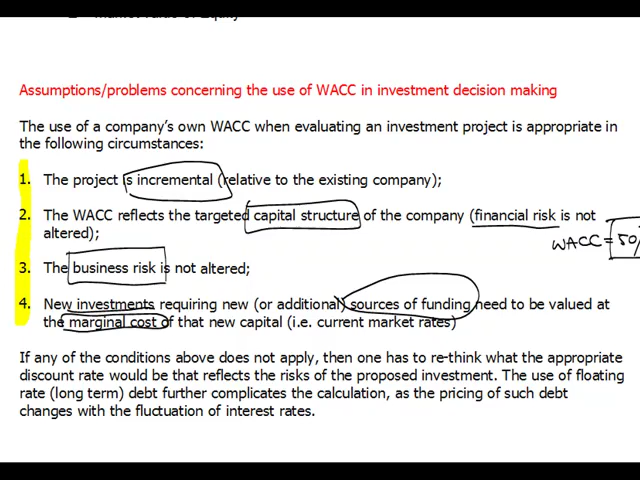 Assumptions/problems concerning the use of WACC in investment decision making
The use of a company's own WACC when evaluating an investment project is appropriate in
the following circumstances:
1. The project is incremental (relative to the existing company);
2. The WACC reflects the targeted capital structure of the company (financial risk is not
altered);
WACC = 50%
3. The business risk is not altered;
4. New investments requiring new (or additional) sources of funding need to be valued at
the marginal cost of that new capital (i.e. current market rates)
If any of the conditions above does not apply, then one has to re-think what the appropriate
discount rate would be that reflects the risks of the proposed investment. The use of floating
rate (long term) debt further complicates the calculation, as the pricing of such debt
changes with the fluctuation of interest rates.